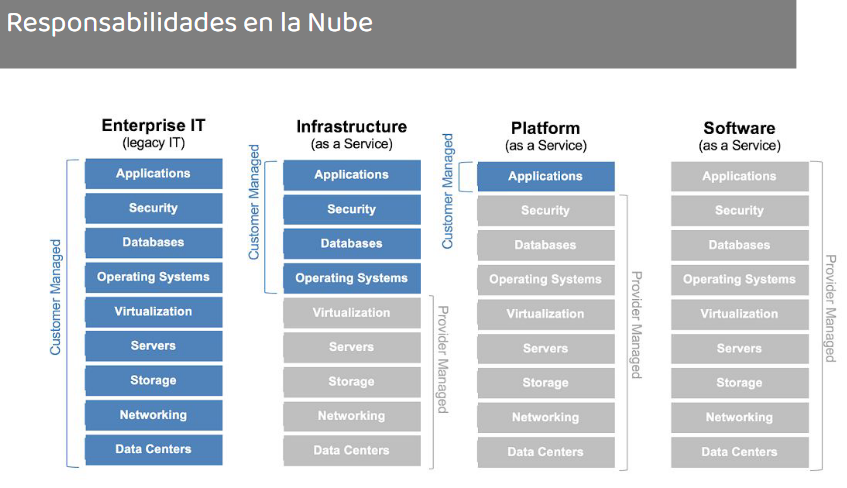 Responsabilidades en la Nube
Enterprise IT
(legacy IT)
Customer Managed
Applications
Security
Databases
Operating Systems
Virtualization
Servers
Storage
Networking
Data Centers
Infrastructure
(as a Service)
Customer Managed
Applications
Security
Databases
Operating Systems
Virtualization
Servers
Storage
Networking
Data Centers
Provider Managed
Platform
(as a Service)
Customer Managed
Applications
Security
Databases
Operating Systems
Virtualization
Servers
Storage
Networking
Data Centers
Provider Managed
Software
(as a Service)
Applications
Security
Databases
Operating Systems
Virtualization
Servers
Storage
Networking
Data Centers
Provider Managed